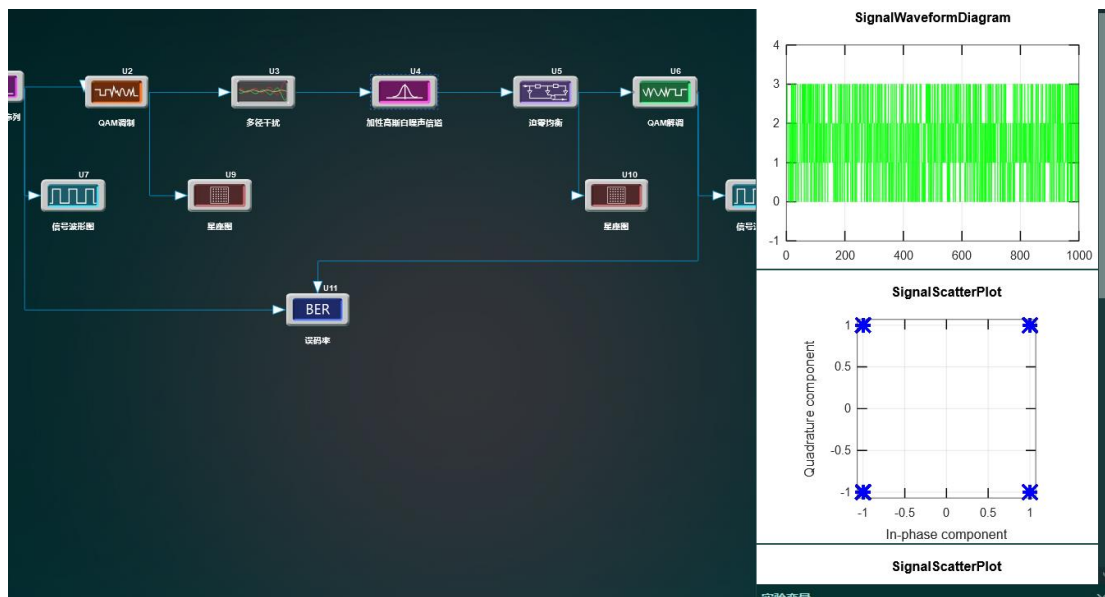 U2
QAM调制
U3
多径干扰
U4
加性高斯白噪声信道
U5
迫零均衡
U6
QAM解调
U7
信号波形图
U9
星座图
U10
星座图
U11
BER
误码率
SignalWaveformDiagram
4
3
2
1
0
-1
0
200
400
600
800
1000
SignalScatterPlot
Quadrature component
1
0.5
0
-0.5
-1
-1
-0.5
0
0.5
1
In-phase component
SignalScatterPlot